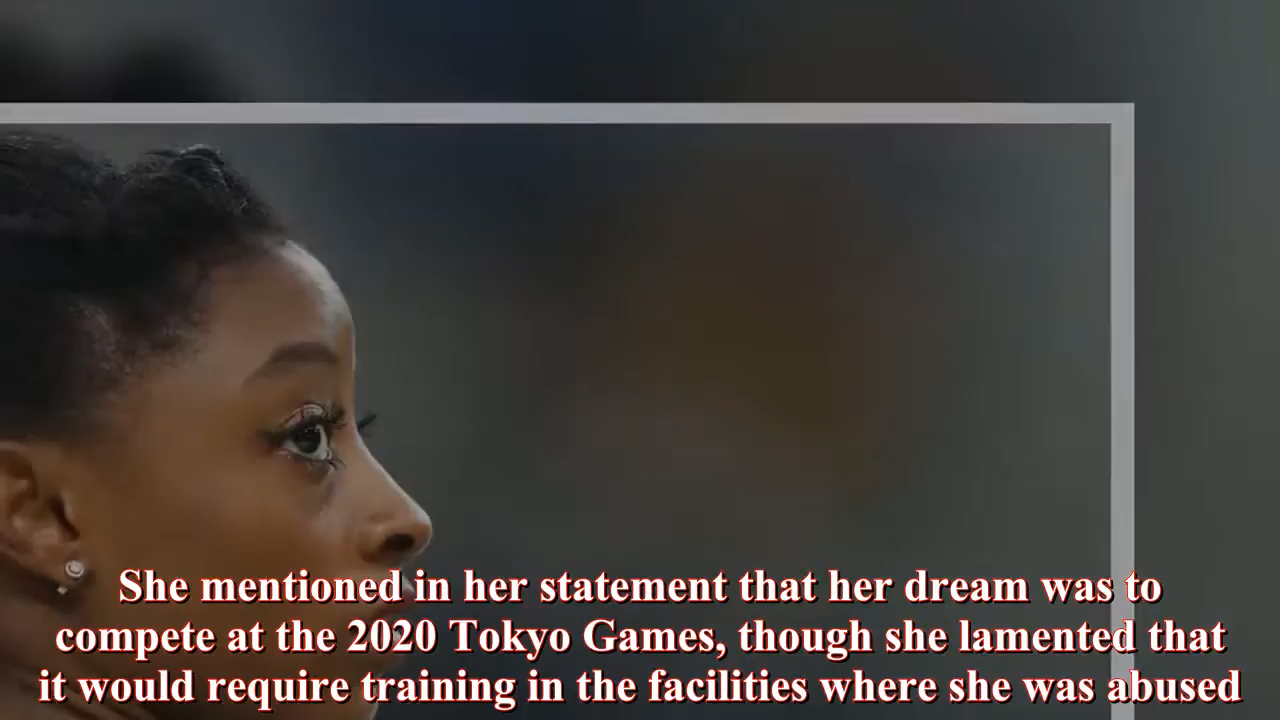 She mentioned in her statement that her dream was to
compete at the 2020 Tokyo Games, though she lamented that
it would require training in the facilities where she was abused